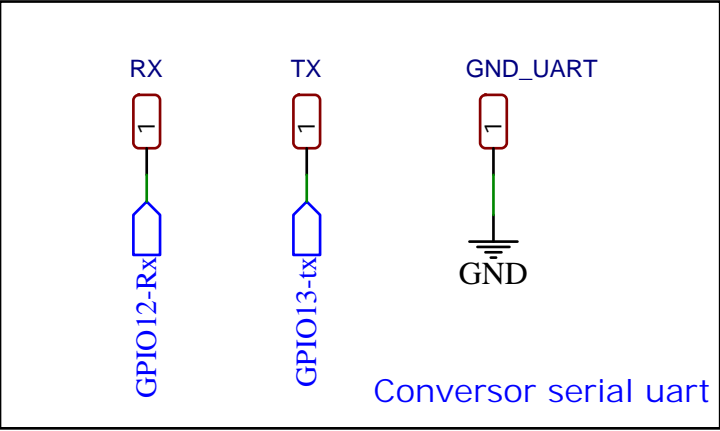 RX
TX
GND_UART
1
1
1
GPIO12-Rx
GPIO13-tx
GND
Conversor serial uart